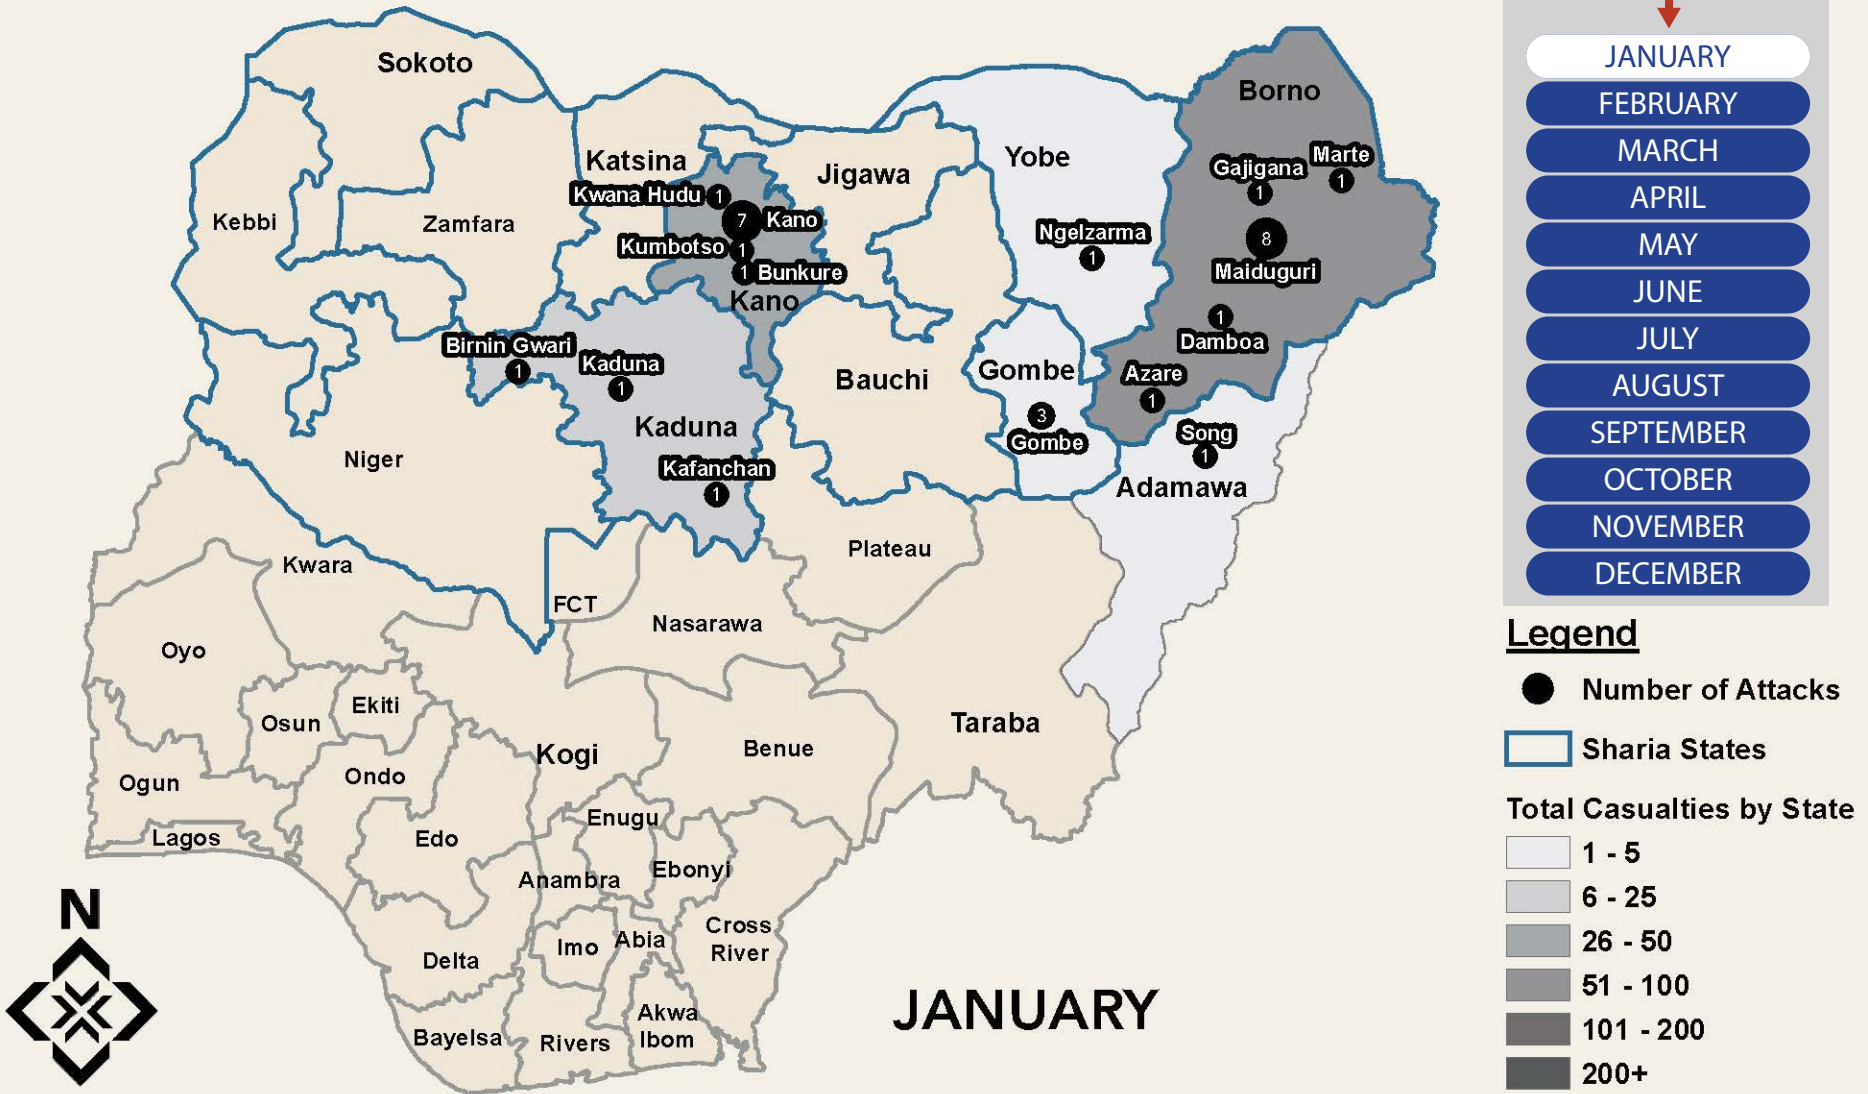 Sokoto
Kebbi
Zamfara
Katsina
Kwana Hudu 1
7 Kano
Kumbotso 1
1 Bunkure
Kano
Jigawa
Yobe
Ngelzarma
1
Borno
Gajigana
1
Marte
1
8
Maiduguri
1
Damboa
Azare
1
Birnin Gwari
1
Kaduna
1
Kaduna
Kafanchan
1
Bauchi
Gombe
3
Gombe
Song
1
Adamawa
Niger
Kwara
FCT
Plateau
Nasarawa
Oyo
Osun
Ekiti
Ogun
Ondo
Lagos
Edo
Kogi
Benue
Taraba
Enugu
Anambra
Ebonyi
Imo
Abia
Cross
River
Delta
Bayelsa
Rivers
Akwa
Ibom
N
JANUARY
JANUARY
FEBRUARY
MARCH
APRIL
MAY
JUNE
JULY
AUGUST
SEPTEMBER
OCTOBER
NOVEMBER
DECEMBER
Legend
Number of Attacks
Sharia States
Total Casualties by State
1 - 5
6 - 25
26 - 50
51 - 100
101 - 200
200+